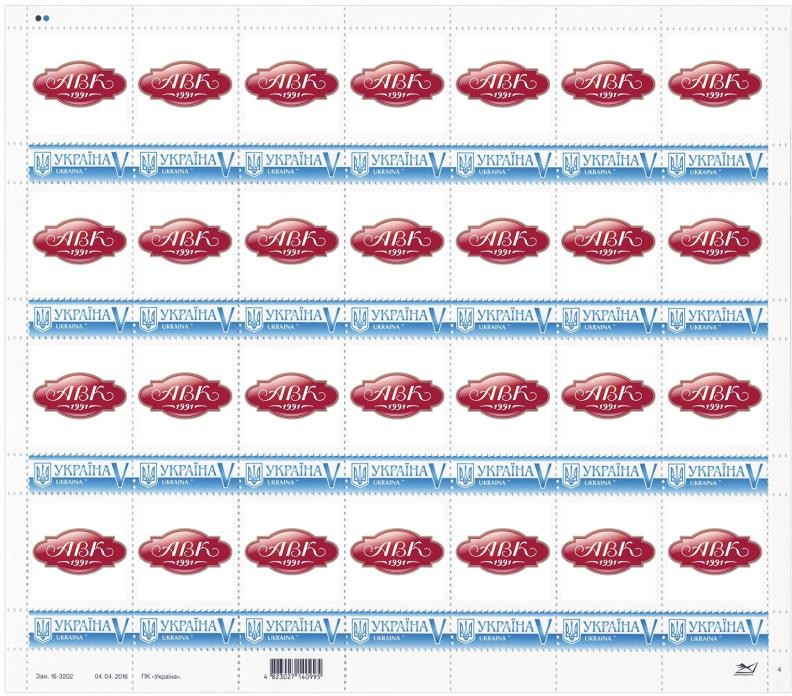 АВК АВК АВК АВК АВК АВК АВК
1991 1991 1991 1991 1991 1991 1991
УКРАЇНА V УКРАЇНА V УКРАЇНА V УКРАЇНА V УКРАЇНА V УКРАЇНА V УКРАЇНА V
UKRAINA UKRAINA UKRAINA UKRAINA UKRAINA UKRAINA UKRAINA
АВК АВК АВК АВК АВК АВК АВК
1991 1991 1991 1991 1991 1991 1991
УКРАЇНА V УКРАЇНА V УКРАЇНА V УКРАЇНА V УКРАЇНА V УКРАЇНА V УКРАЇНА V
UKRAINA UKRAINA UKRAINA UKRAINA UKRAINA UKRAINA UKRAINA
АВК АВК АВК АВК АВК АВК АВК
1991 1991 1991 1991 1991 1991 1991
УКРАЇНА V УКРАЇНА V УКРАЇНА V УКРАЇНА V УКРАЇНА V УКРАЇНА V УКРАЇНА V
UKRAINA UKRAINA UKRAINA UKRAINA UKRAINA UKRAINA UKRAINA
АВК АВК АВК АВК АВК АВК АВК
1991 1991 1991 1991 1991 1991 1991
УКРАЇНА V УКРАЇНА V УКРАЇНА V УКРАЇНА V УКРАЇНА V УКРАЇНА V УКРАЇНА V
UKRAINA UKRAINA UKRAINA UKRAINA UKRAINA UKRAINA UKRAINA
Зам. 16-3202 04. 04. 2016 ПК «Україна». 4 823027 140995 4